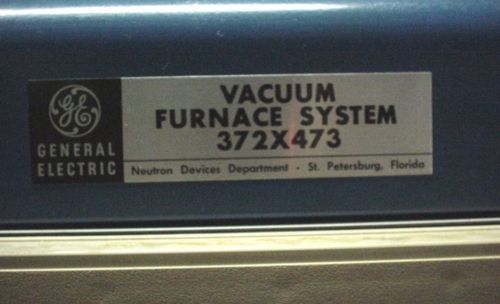 GE
GENERAL
ELECTRIC
VACUUM
FURNACE SYSTEM
372X473
Neutron Devices Department - St. Petersburg, Florida